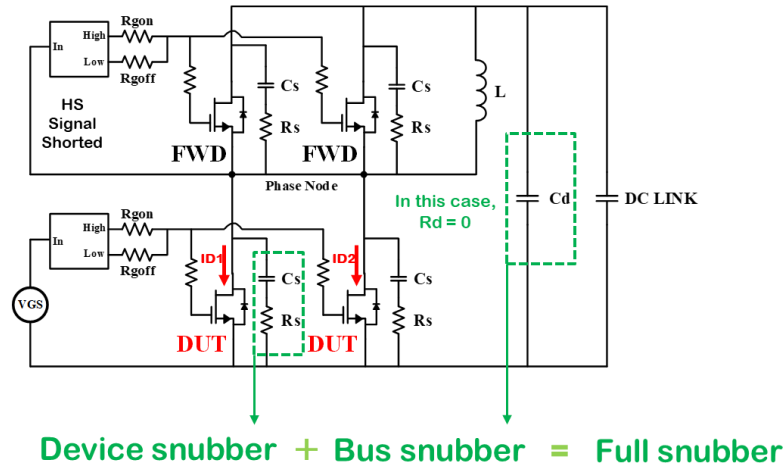 In
High
Low
Rgon
Rgoff
HS
Signal
Shorted
Cs
Rs
FWD
Cs
Rs
FWD
L
Phase Node
In this case,
Rd = 0
Cd
DC LINK
In
High
Low
Rgon
Rgoff
VGS
ID1
Cs
Rs
DUT
ID2
Cs
Rs
DUT
Device snubber + Bus snubber = Full snubber